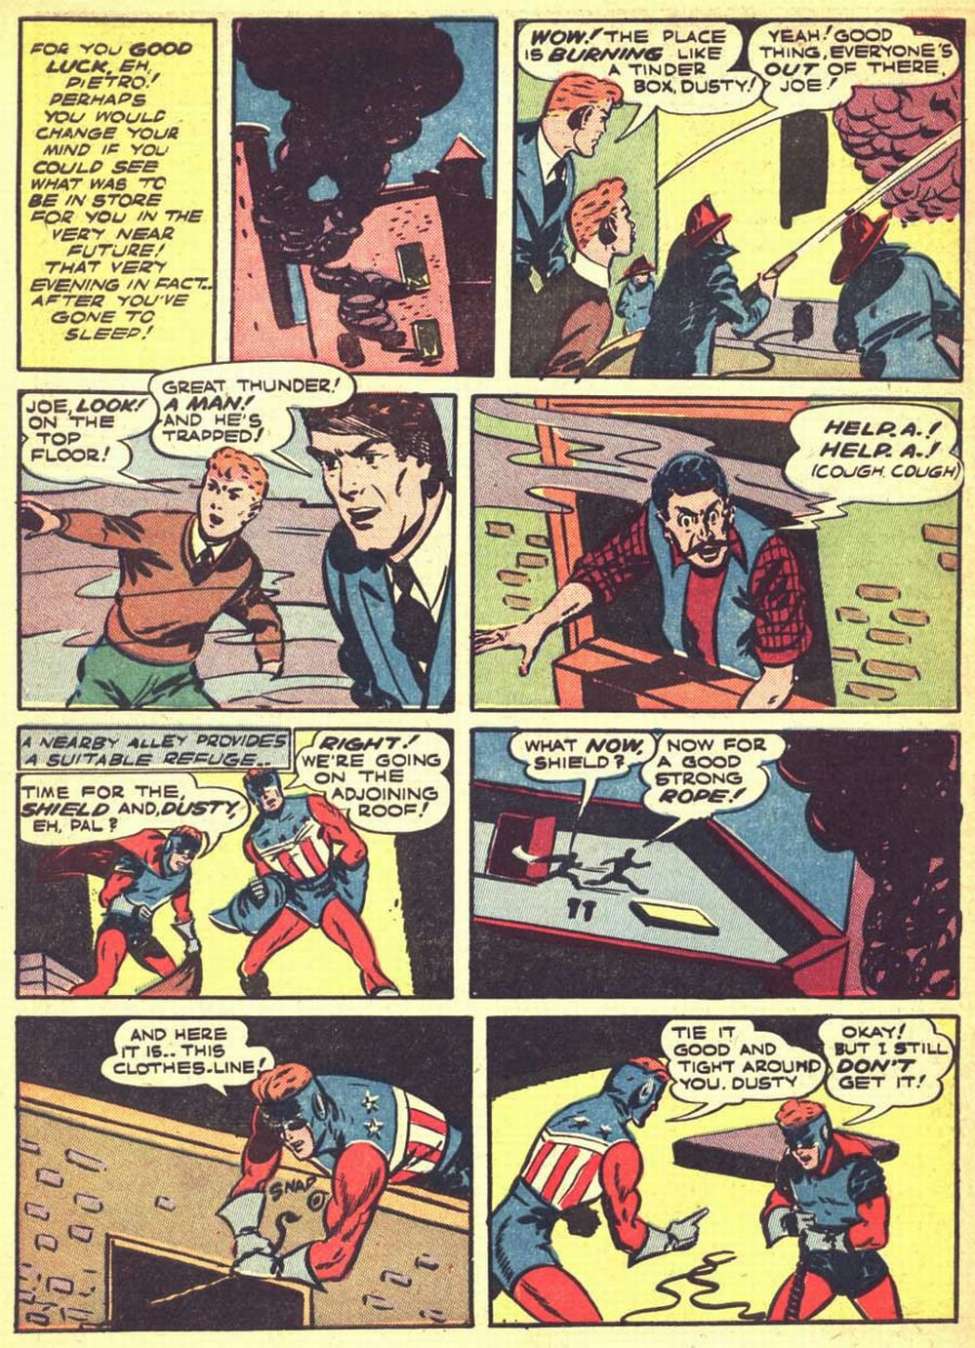 FOR YOU GOOD
LUCK, EH,
PIETRO!
PERHAPS
YOU WOULD
CHANGE YOUR
MIND IF YOU
COULD SEE
WHAT WAS TO
BE IN STORE
FOR YOU IN THE
VERY NEAR
FUTURE!
THAT VERY
EVENING IN FACT..
AFTER YOU'VE
GONE TO
SLEEP!
WOW! THE PLACE
IS BURNING LIKE
A TINDER
BOX, DUSTY!
YEAH! GOOD
THING, EVERYONE'S
OUT OF THERE,
JOE!
JOE, LOOK!
ON THE
TOP
FLOOR!
GREAT THUNDER!
A MAN!
AND HE'S
TRAPPED!
HELP. A..!
HELP. A..!
(COUGH. COUGH)
A NEARBY ALLEY PROVIDES
A SUITABLE REFUGE..
TIME FOR THE,
SHIELD AND, DUSTY,
EH, PAL?
RIGHT!
WE'RE GOING
ON THE
ADJOINING
ROOF!
WHAT NOW,
SHIELD?
NOW FOR
A GOOD
STRONG
ROPE!
AND HERE
IT IS.. THIS
CLOTHES-LINE!
SNAP
TIE IT
GOOD AND
TIGHT AROUND
YOU, DUSTY
OKAY!
BUT I STILL
DON'T
GET IT!